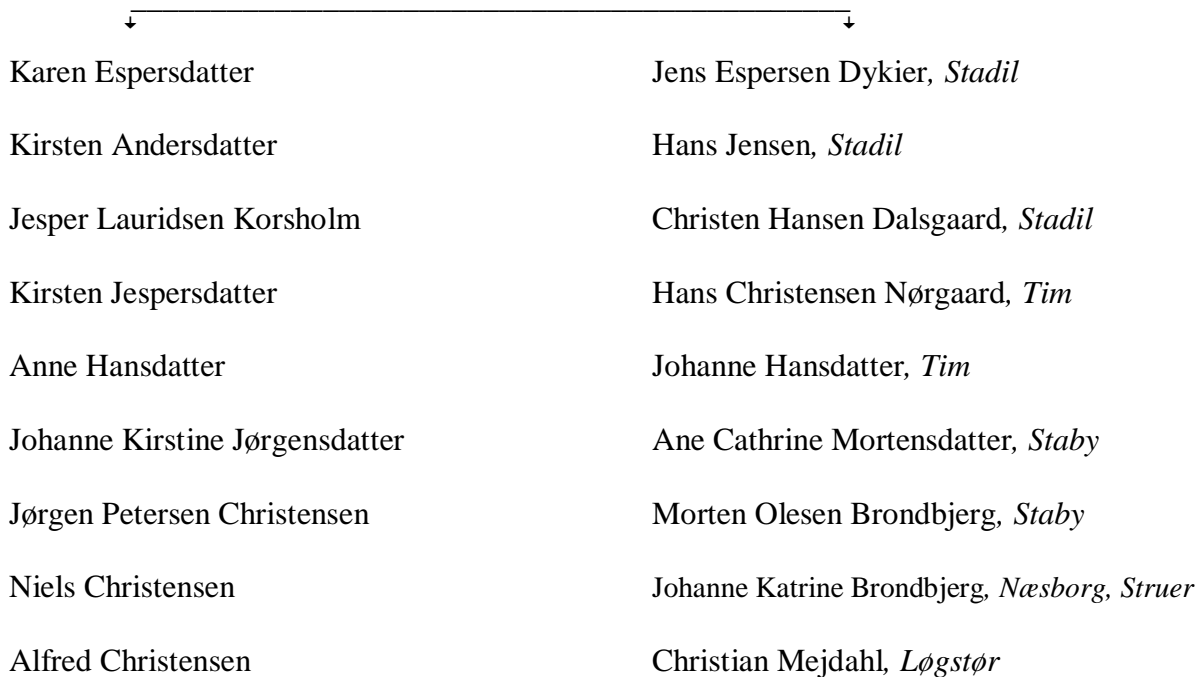 Karen Espersdatter Jens Espersen Dykier, Stadil
Kirsten Andersdatter Hans Jensen, Stadil
Jesper Lauridsen Korsholm Christen Hansen Dalsgaard, Stadil
Kirsten Jespersdatter Hans Christensen Nørgaard, Tim
Anne Hansdatter Johanne Hansdatter, Tim
Johanne Kirstine Jørgensdatter Ane Cathrine Mortensdatter, Staby
Jørgen Petersen Christensen Morten Olesen Brondbjerg, Staby
Niels Christensen Johanne Katrine Brondbjerg, Næsborg, Struer
Alfred Christensen Christian Mejdahl, Løgstør